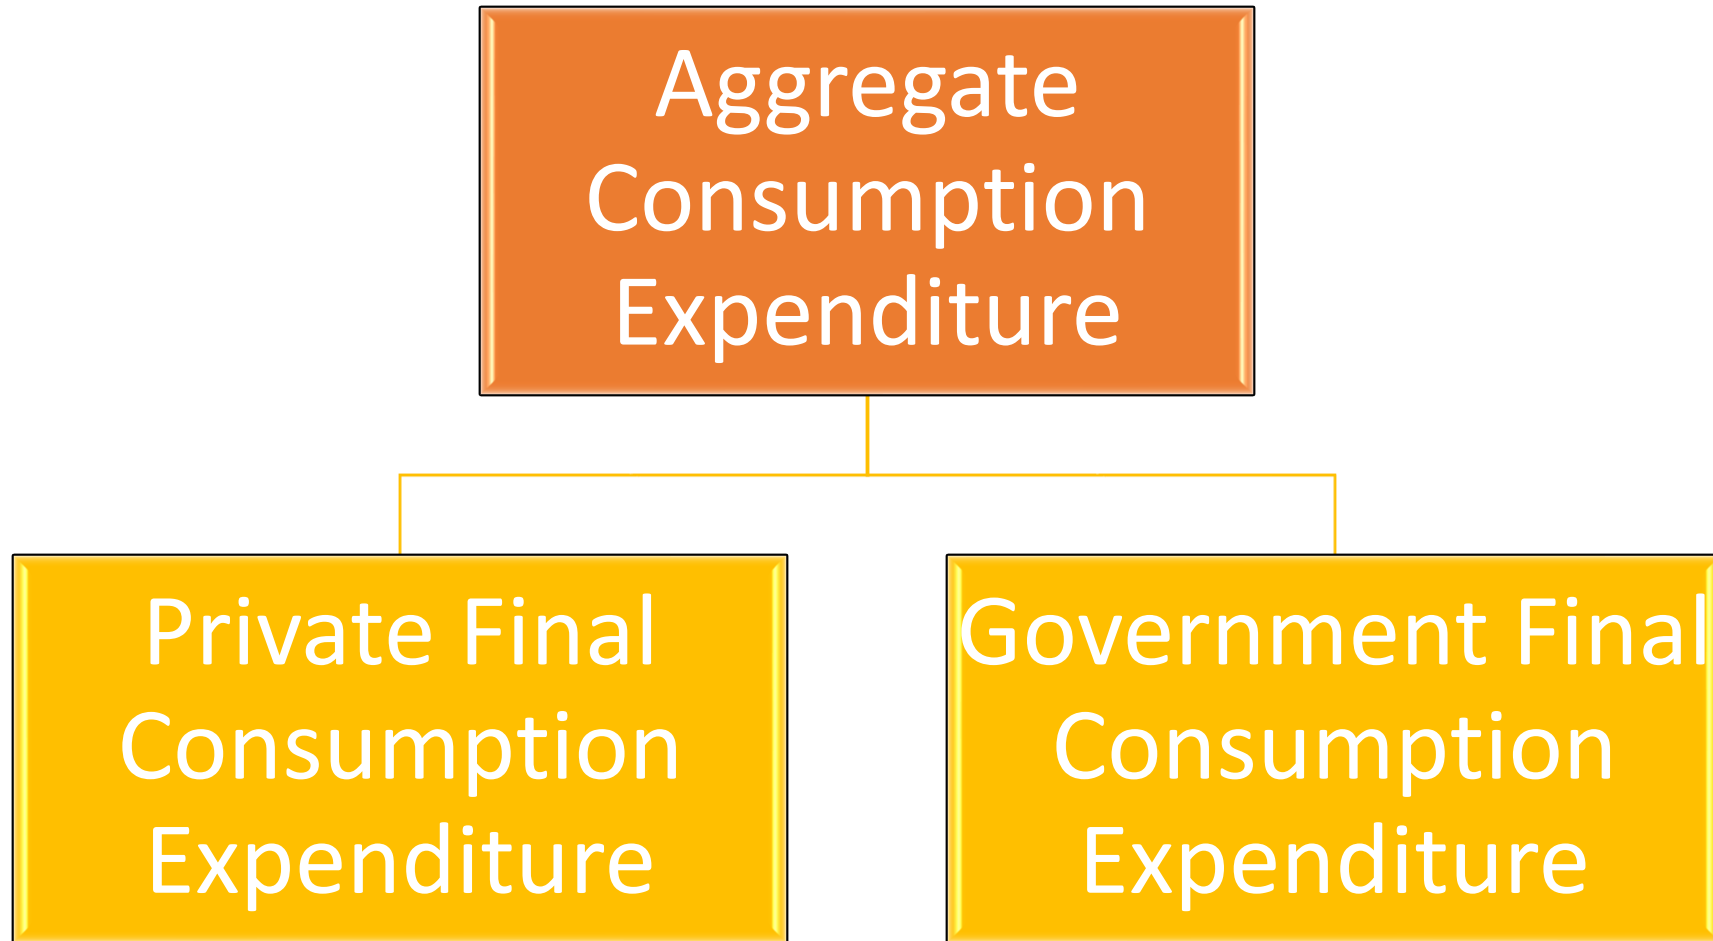 Aggregate
Consumption
Expenditure
Private Final
Consumption
Expenditure
Government Final
Consumption
Expenditure